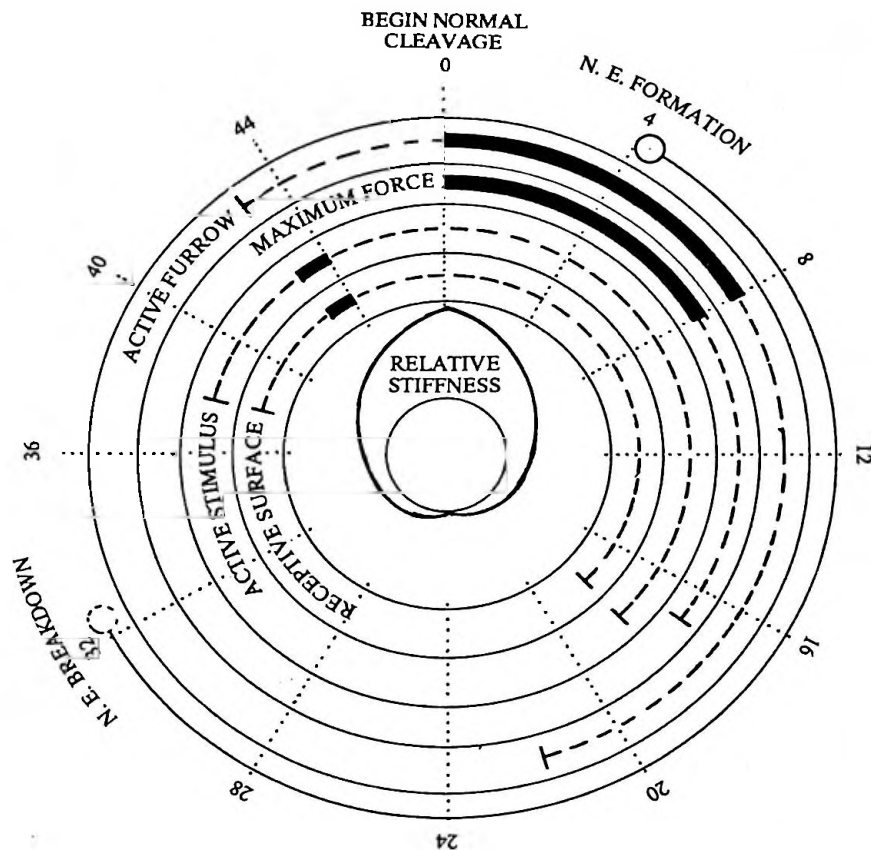 BEGIN NORMAL
CLEAVAGE
0
N. E. FORMATION
4
8
12
16
20
24
28
N. E. BREAKDOWN
32
36
40
44
ACTIVE FURROW
MAXIMUM FORCE
ACTIVE STIMULUS
RECEPTIVE SURFACE
RELATIVE
STIFFNESS